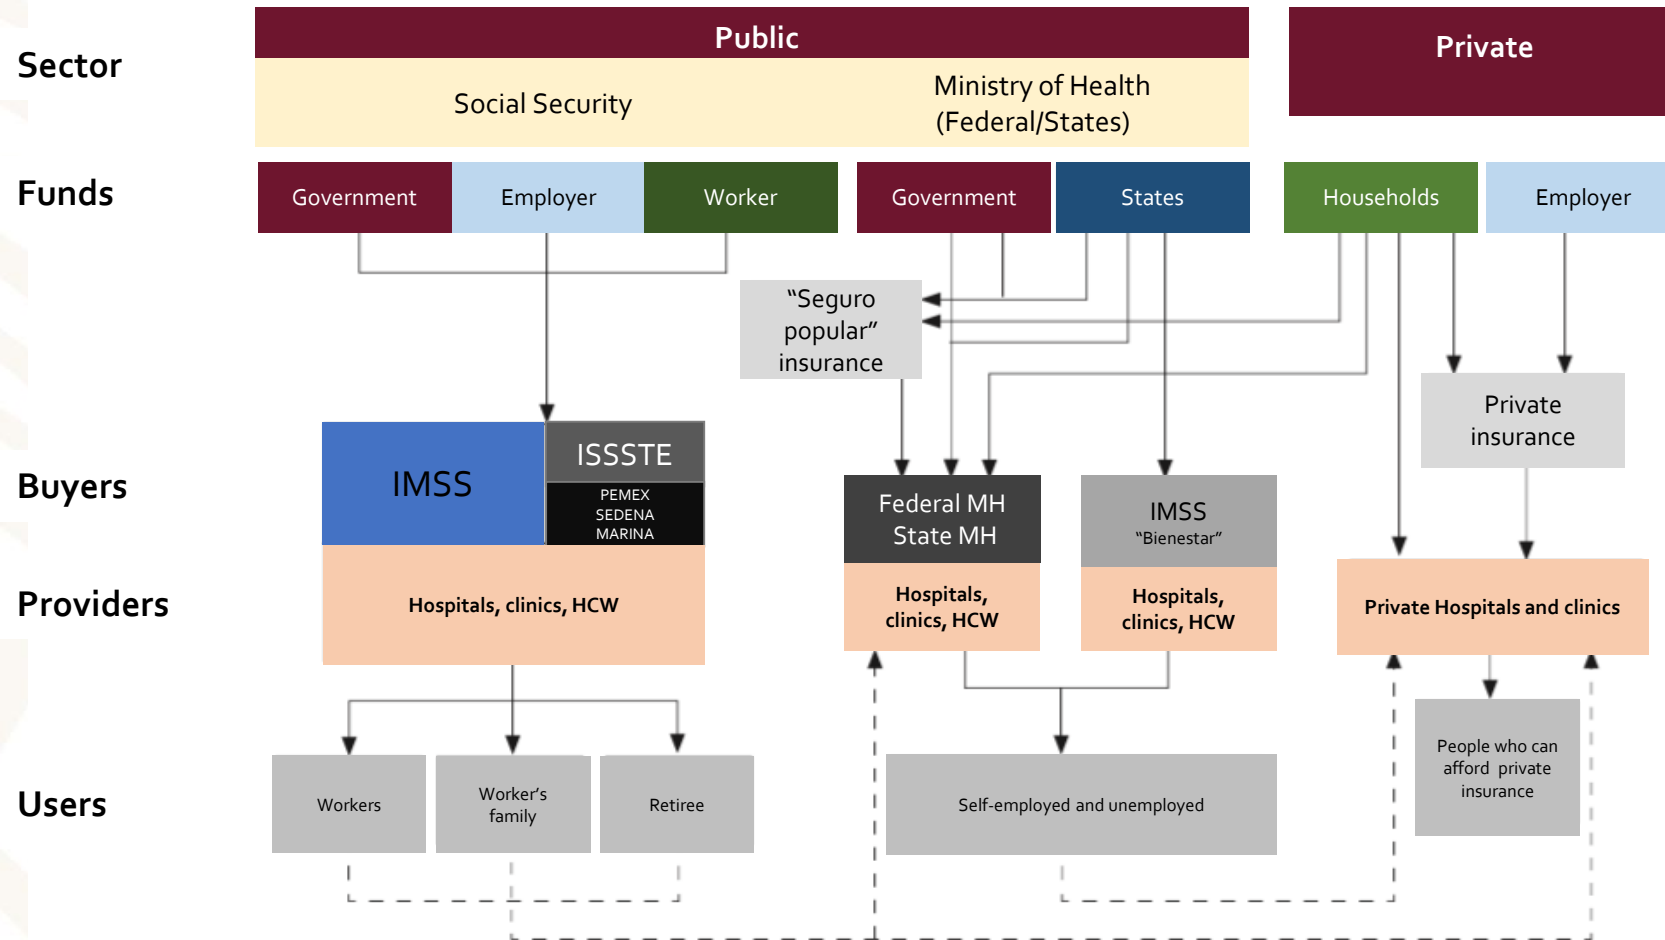 Sector
Public
Private
Social Security
Ministry of Health
(Federal/States)
Funds
Government
Employer
Worker
Government
States
Households
Employer
“Seguro
popular”
insurance
Private
insurance
Buyers
IMSS
ISSSTE
PEMEX
SEDENA
MARINA
Federal MH
State MH
IMSS
“Bienestar”
Providers
Hospitals, clinics, HCW
Hospitals,
clinics, HCW
Hospitals,
clinics, HCW
Private Hospitals and clinics
Users
Workers
Worker’s
family
Retiree
Self-employed and unemployed
People who can
afford private
insurance